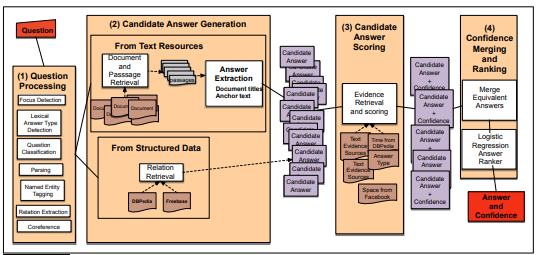 Question
(1) Question
Processing
Focus Detection
Lexical
Answer Type
Detection
Question
Classification
Parsing
Named Entity
Tagging
Relation Extraction
Coreference
(2) Candidate Answer Generation
From Text Resources
Document
and
Passsage
Retrieval
passages
Answer
Extraction
Document titles
Anchor text
Document
From Structured Data
Relation
Retrieval
DBPedia
Freebase
Candidate
Answer
Candidate
Answer
Candidate
Answer
Candidate
Answer
Candidate
Candidate
Answer
(3) Candidate
Answer
Scoring
Evidence
Retrieval
and scoring
Text
Evidence
Sources
Time from
DBPedia
Answer
Type
Text
Evidence
Sources
Space from
Facebook
Candidate
Answer
+
Confidence
Candidate
Answer
+
Confidence
Candidate
Answer
+
Confidence
Candidate
Answer
+
Confidence
(4)
Confidence
Merging
and
Ranking
Merge
Equivalent
Answers
Logistic
Regression
Answer
Ranker
Answer
and
Confidence